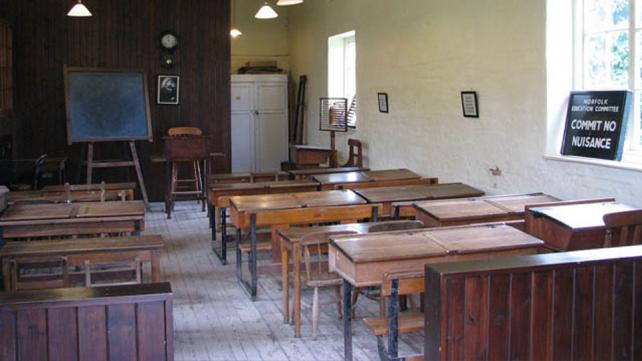 NORFOLK
EDUCATION COMMITTEE
COMMIT NO
NUISANCE